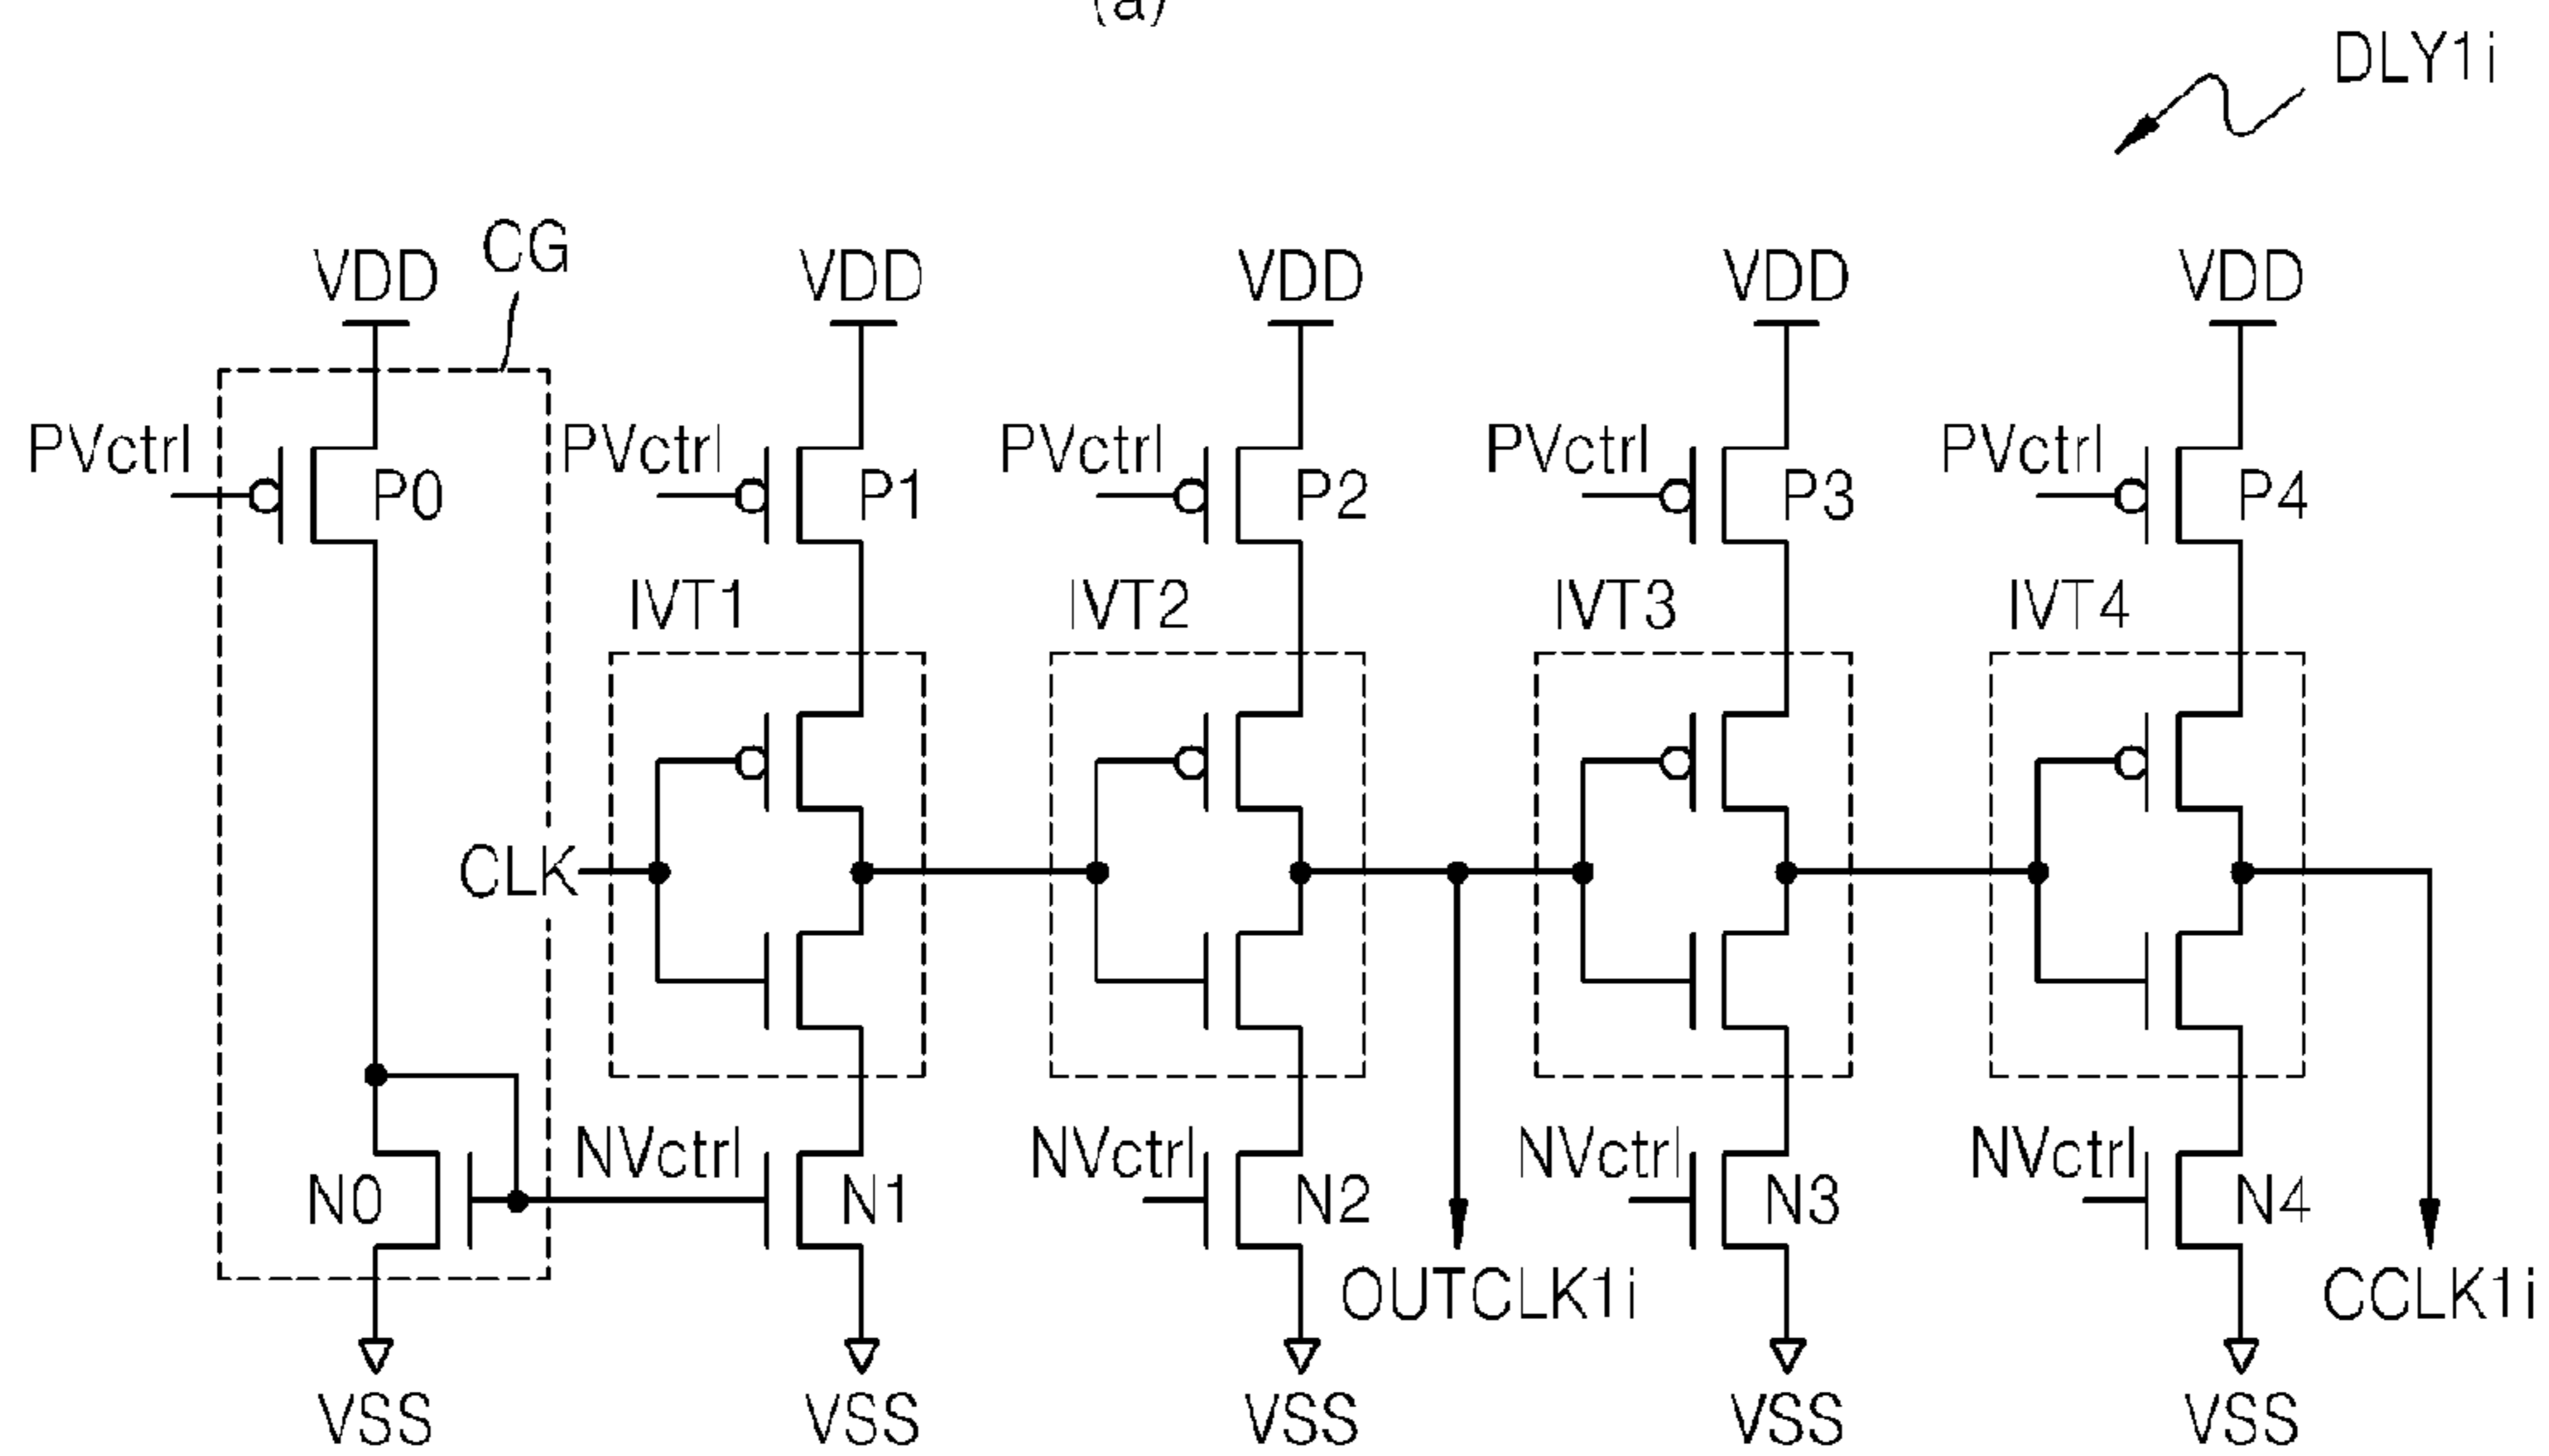 (a)
DLY1i
CG
VDD VDD VDD VDD VDD
PVctrl PVctrl PVctrl PVctrl PVctrl
P0 P1 P2 P3 P4
IVT1 IVT2 IVT3 IVT4
CLK
NVctrl NVctrl NVctrl NVctrl
N0 N1 N2 N3 N4
OUTCLK1i CCLK1i
VSS VSS VSS VSS VSS